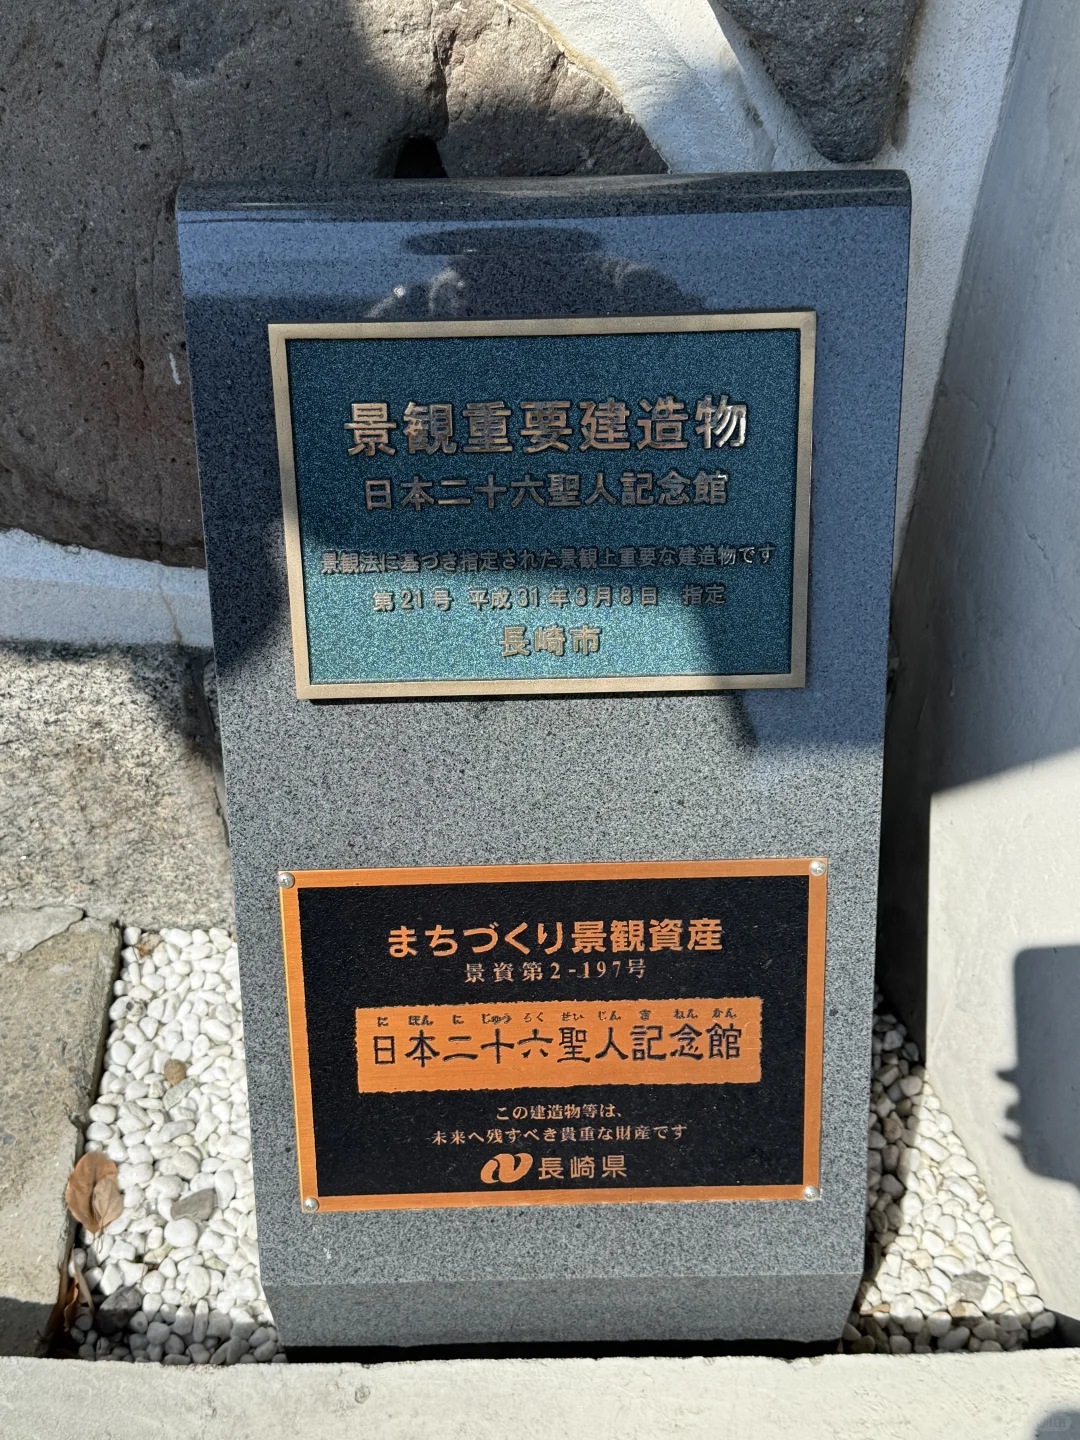 景観重要建造物
日本二十六聖人記念館
景観法に基づき指定された景観上重要な建造物です
第21号 平成31年3月8日 指定
長崎市
まちづくり景観資産
景資第2-197号
に ほん に じゅう ろく せい じん き ねん かん
日本二十六聖人記念館
この建造物等は、
未来へ残すべき貴重な財産です
長崎県